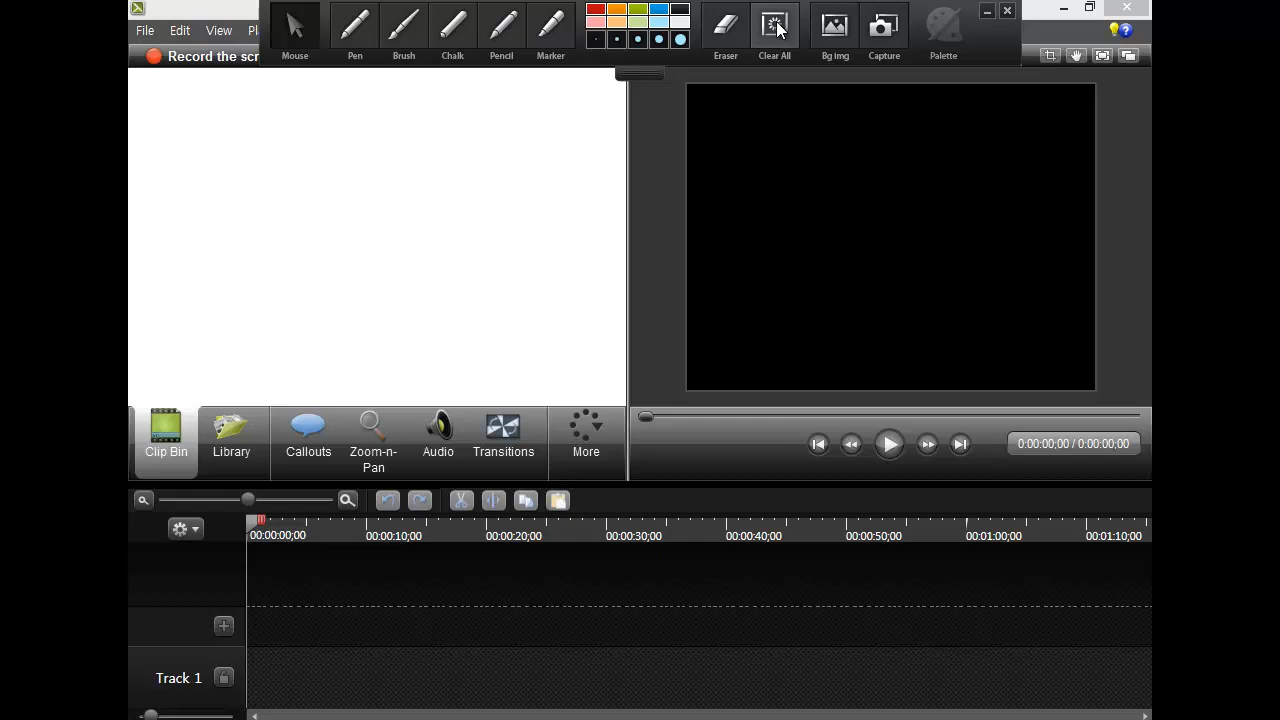 File Edit View Pl
Mouse Pen Brush Chalk Pencil Marker Eraser Clear All Bg img Capture Palette
Record the scr
Clip Bin Library Callouts Zoom-n-Pan Audio Transitions More
0:00:00;00 / 0:00:00;00
00:00:00;00 00:00:10;00 00:00:20;00 00:00:30;00 00:00:40;00 00:00:50;00 00:01:00;00 00:01:10;00
Track 1